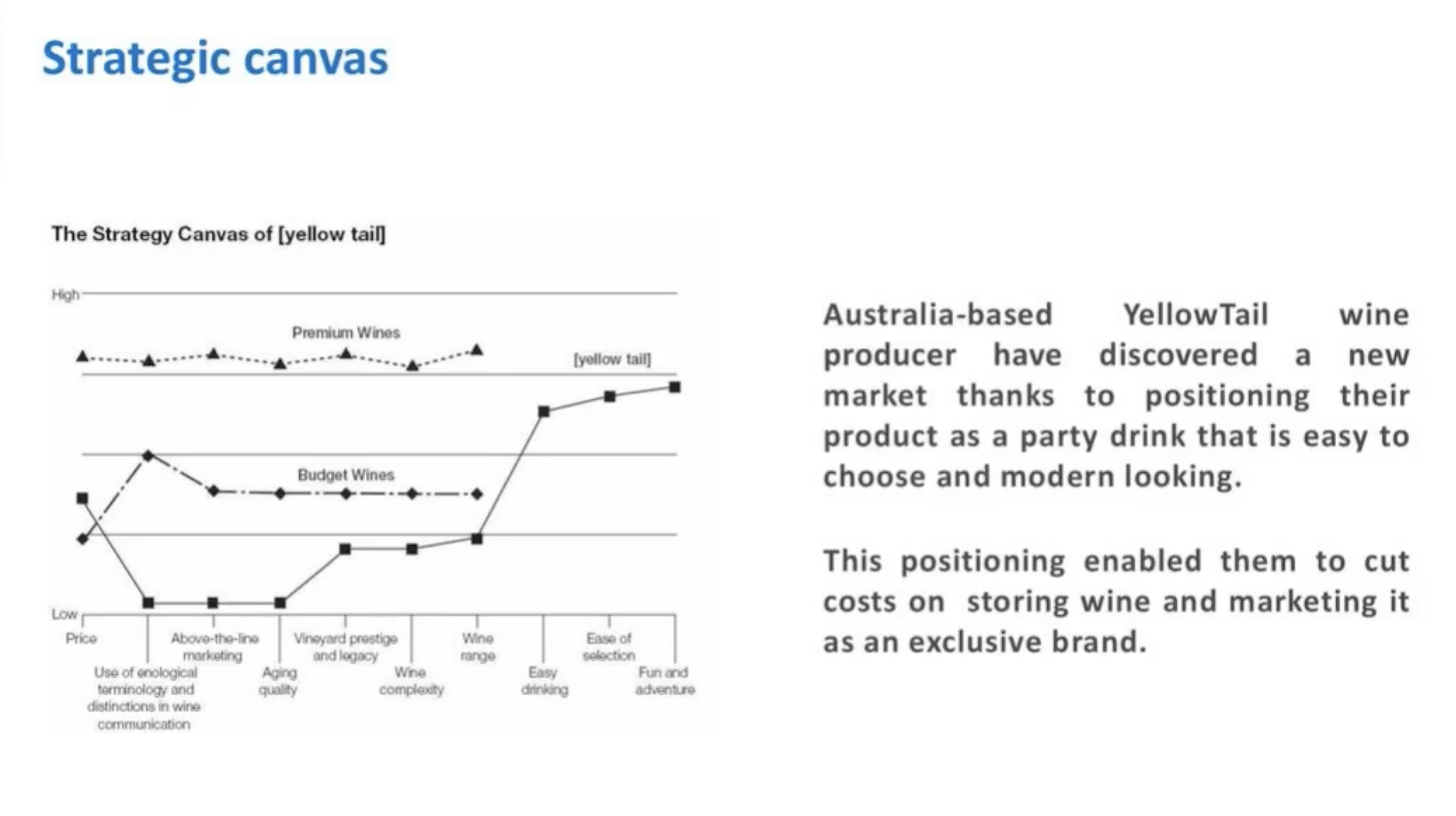 Strategic canvas
The Strategy Canvas of [yellow tail]
High
Premium Wines
[yellow tail]
Budget Wines
Low
Price
Use of enological
terminology and
distinctions in wine
communication
Above-the-line
marketing
Aging
quality
Vineyard prestige
and legacy
Wine
complexity
Wine
range
Easy
drinking
Ease of
selection
Fun and
adventure
Australia-based YellowTail wine
producer have discovered a new
market thanks to positioning their
product as a party drink that is easy to
choose and modern looking.
This positioning enabled them to cut
costs on storing wine and marketing it
as an exclusive brand.